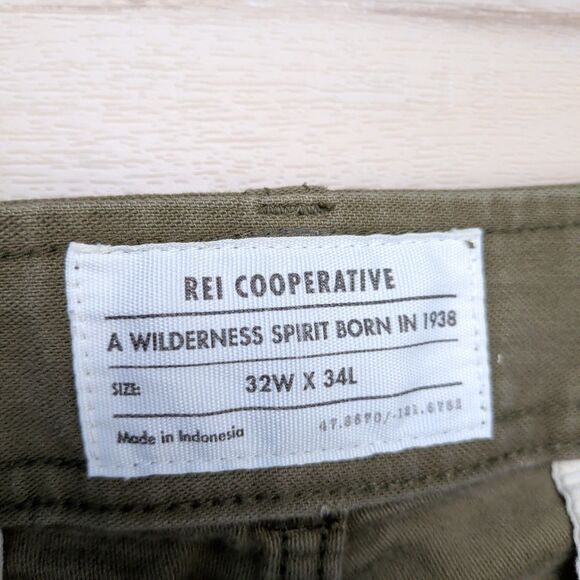 REI COOPERATIVE
A WILDERNESS SPIRIT BORN IN 1938
SIZE: 32W X 34L
Made in Indonesia